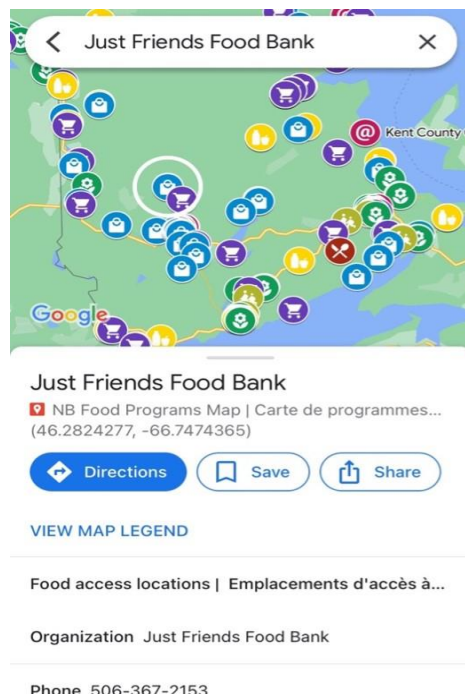 Just Friends Food Bank
@ Kent County
Google
Just Friends Food Bank
NB Food Programs Map | Carte de programmes...
(46.2824277, -66.7474365)
Directions
Save
Share
VIEW MAP LEGEND
Food access locations | Emplacements d'accès à...
Organization Just Friends Food Bank
Phone 506-367-2153